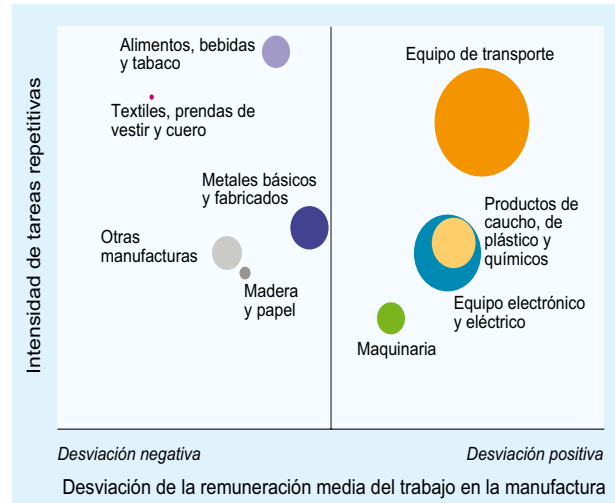 Alimentos, bebidas
y tabaco
Equipo de transporte
Textiles, prendas de
vestir y cuero
Metales básicos
y fabricados
Productos de
caucho, de
plástico y
químicos
Otras
manufacturas
Madera
y papel
Equipo electrónico
y eléctrico
Maquinaria
Intensidad de tareas repetitivas
Desviación negativa
Desviación positiva
Desviación de la remuneración media del trabajo en la manufactura